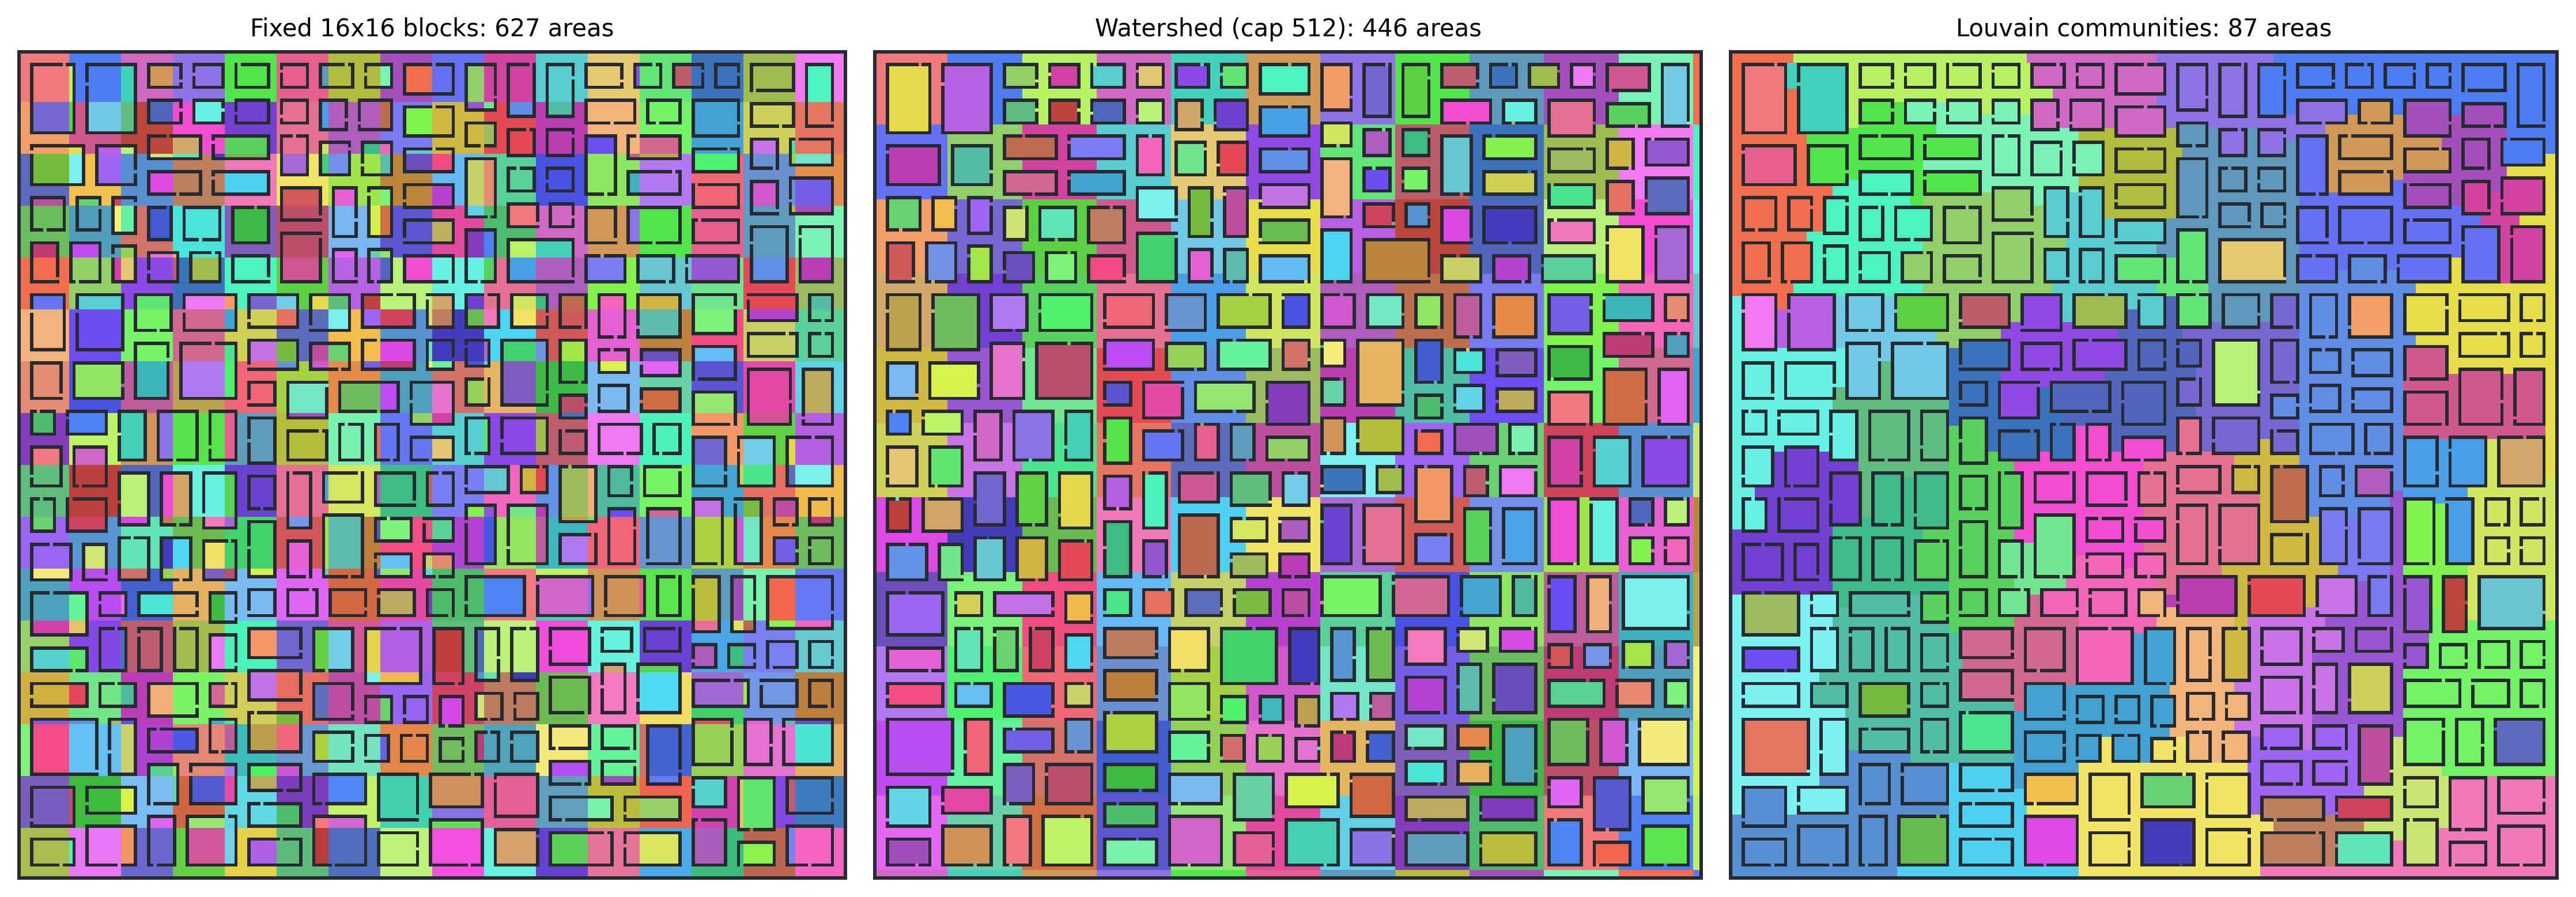 Fixed 16x16 blocks: 627 areas
Watershed (cap 512): 446 areas
Louvain communities: 87 areas